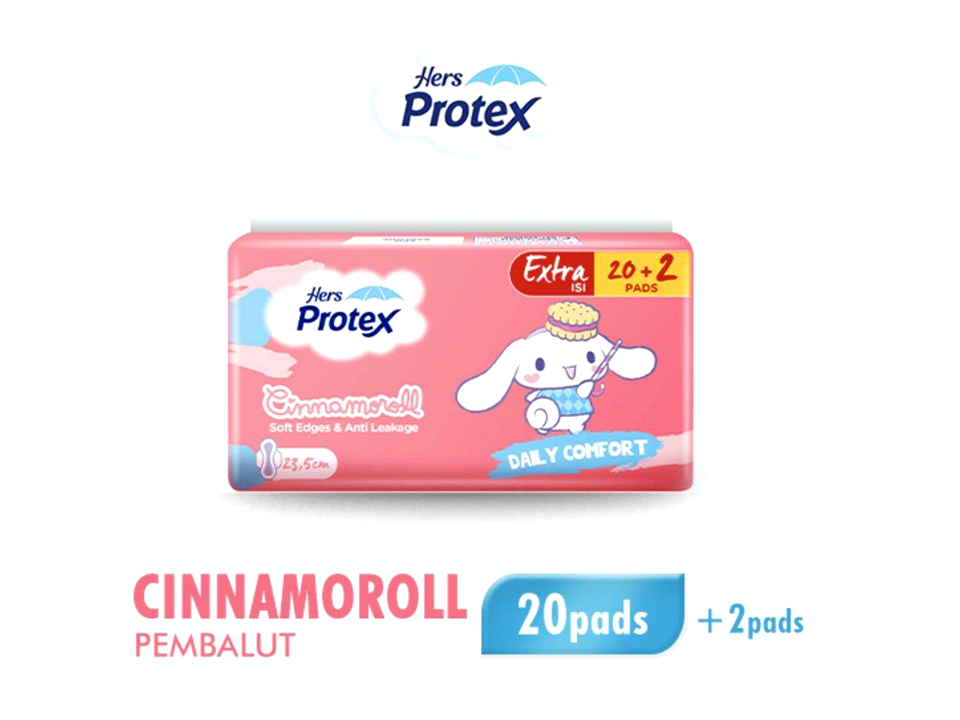 Hers
Protex
Extra
ISI
20 + 2
PADS
Hers
Protex
Cinnamoroll
Soft Edges & Anti Leakage
23,5cm
DAILY COMFORT
CINNAMOROLL
PEMBALUT
20pads
+2pads